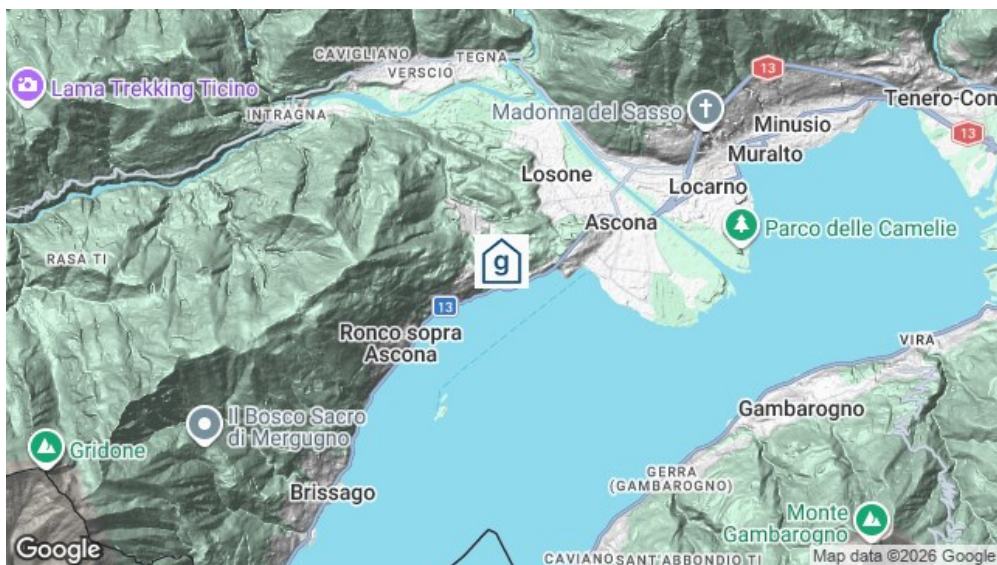 CAVIGLIANO
TEGNA
VERSCIO
Lama Trekking Ticino
INTRAGNA
13
Tenero-Con
Madonna del Sasso
Minusio
13
Muralto
Losone
Locarno
Ascona
Parco delle Camelie
RASA TI
g
13
Ronco sopra
Ascona
VIRA
Il Bosco Sacro
di Mergugno
Gambarogno
Gridone
Brissago
GERRA
(GAMBAROGNO)
Monte
Gambarogno
Google
CAVIANO
SANT'ABBONDIO TI
Map data ©2026 Google